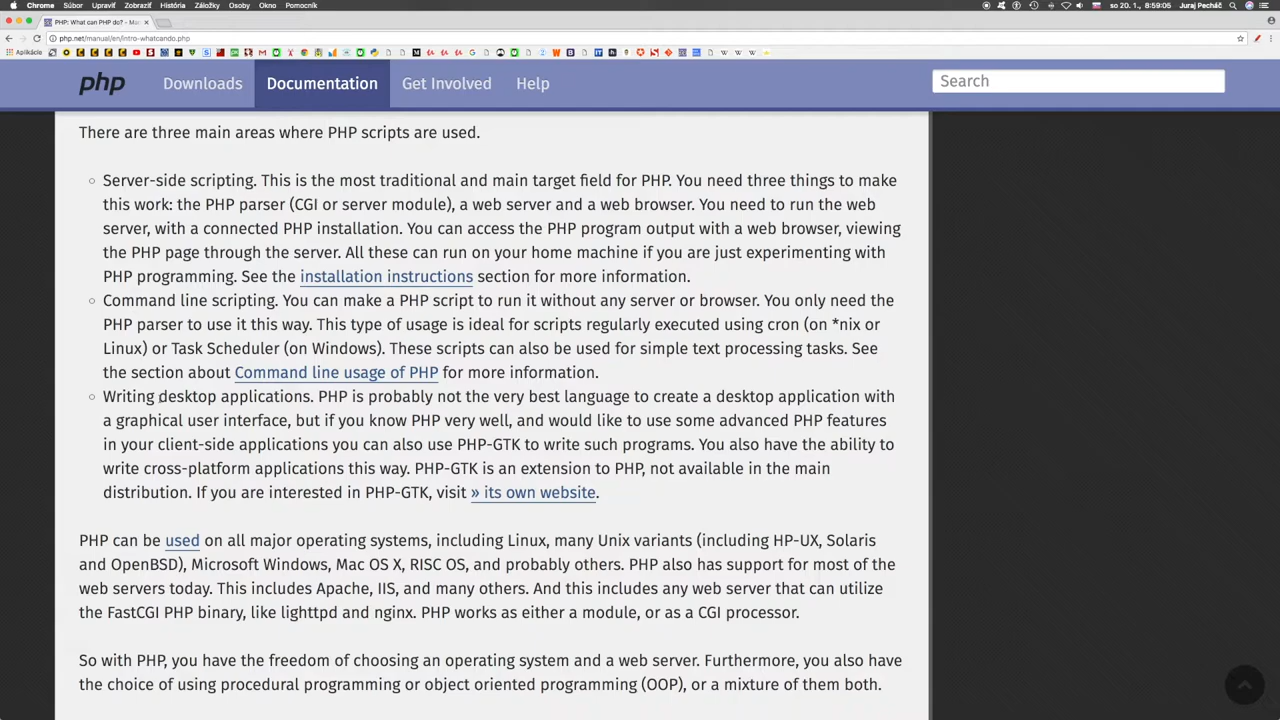 Chrome Súbor Upraviť Zobraziť História Záložky Osoby Okno Pomocník
so 20. 1., 8:59:05 Juraj Pecháč
PHP: What can PHP do? - Man
php.net/manual/en/intro-whatcando.php
Aplikácie
php Downloads Documentation Get Involved Help Search
There are three main areas where PHP scripts are used.
Server-side scripting. This is the most traditional and main target field for PHP. You need three things to make
this work: the PHP parser (CGI or server module), a web server and a web browser. You need to run the web
server, with a connected PHP installation. You can access the PHP program output with a web browser, viewing
the PHP page through the server. All these can run on your home machine if you are just experimenting with
PHP programming. See the installation instructions section for more information.
Command line scripting. You can make a PHP script to run it without any server or browser. You only need the
PHP parser to use it this way. This type of usage is ideal for scripts regularly executed using cron (on *nix or
Linux) or Task Scheduler (on Windows). These scripts can also be used for simple text processing tasks. See
the section about Command line usage of PHP for more information.
Writing desktop applications. PHP is probably not the very best language to create a desktop application with
a graphical user interface, but if you know PHP very well, and would like to use some advanced PHP features
in your client-side applications you can also use PHP-GTK to write such programs. You also have the ability to
write cross-platform applications this way. PHP-GTK is an extension to PHP, not available in the main
distribution. If you are interested in PHP-GTK, visit » its own website.
PHP can be used on all major operating systems, including Linux, many Unix variants (including HP-UX, Solaris
and OpenBSD), Microsoft Windows, Mac OS X, RISC OS, and probably others. PHP also has support for most of the
web servers today. This includes Apache, IIS, and many others. And this includes any web server that can utilize
the FastCGI PHP binary, like lighttpd and nginx. PHP works as either a module, or as a CGI processor.
So with PHP, you have the freedom of choosing an operating system and a web server. Furthermore, you also have
the choice of using procedural programming or object oriented programming (OOP), or a mixture of them both.